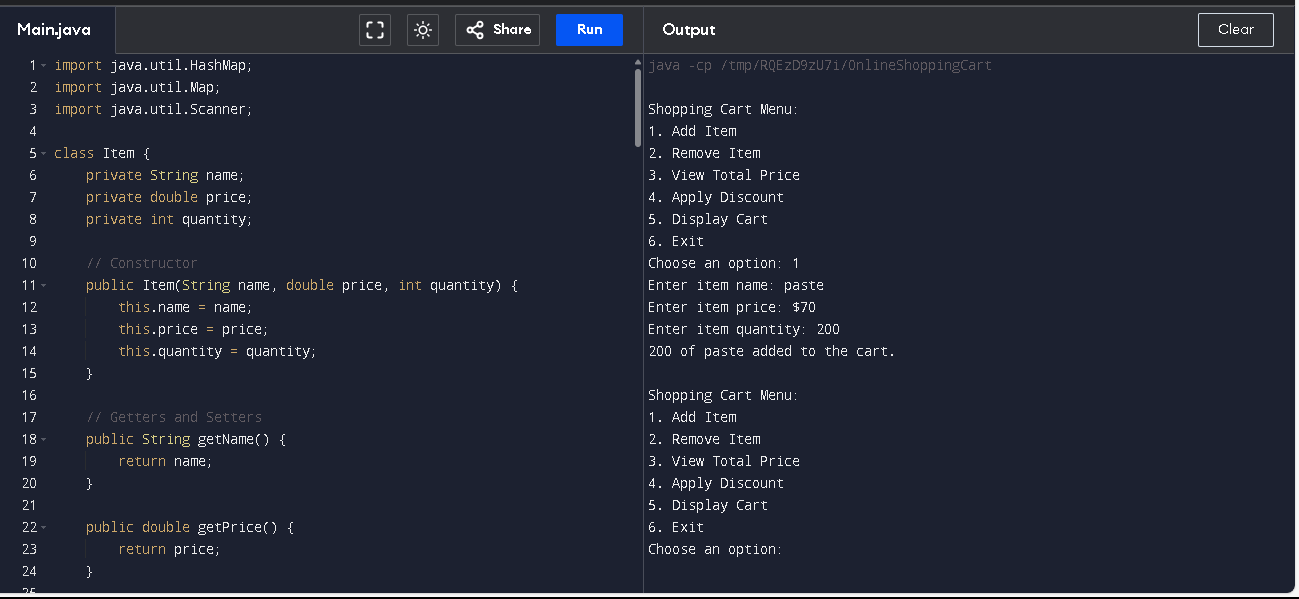 Main.java
Share
Run
Output
Clear
1 import java.util.HashMap;
2 import java.util.Map;
3 import java.util.Scanner;
4
5 class Item {
6 private String name;
7 private double price;
8 private int quantity;
9
10 // Constructor
11 public Item(String name, double price, int quantity) {
12 this.name = name;
13 this.price = price;
14 this.quantity = quantity;
15 }
16
17 // Getters and Setters
18 public String getName() {
19 return name;
20 }
21
22 public double getPrice() {
23 return price;
24 }
25
java -cp /tmp/RQEzD9zU7i/OnlineShoppingCart
Shopping Cart Menu:
1. Add Item
2. Remove Item
3. View Total Price
4. Apply Discount
5. Display Cart
6. Exit
Choose an option: 1
Enter item name: paste
Enter item price: $70
Enter item quantity: 200
200 of paste added to the cart.
Shopping Cart Menu:
1. Add Item
2. Remove Item
3. View Total Price
4. Apply Discount
5. Display Cart
6. Exit
Choose an option: